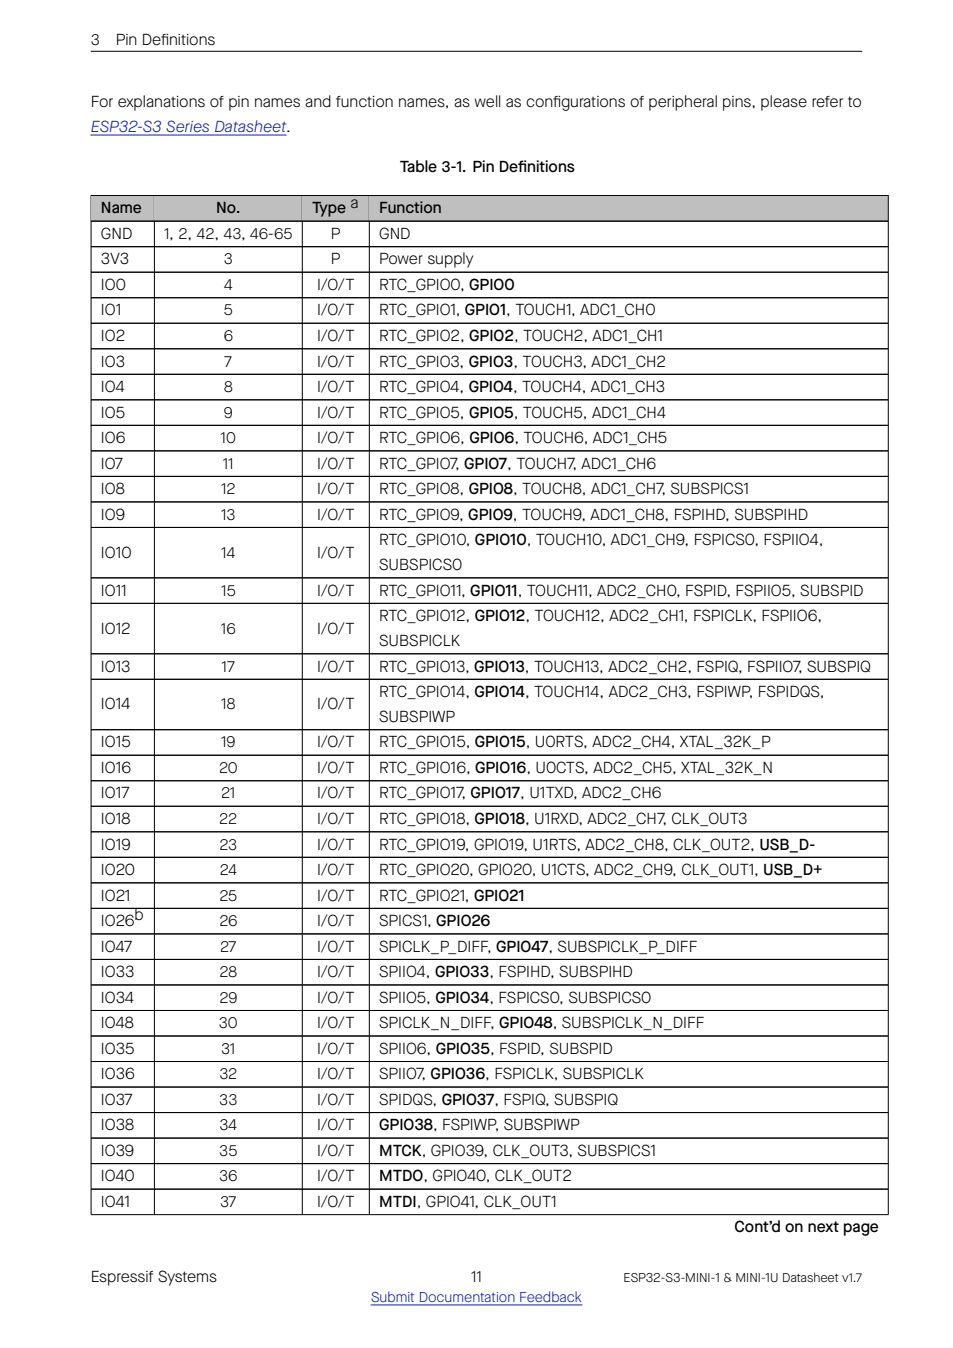 3 Pin Definitions
For explanations of pin names and function names, as well as configurations of peripheral pins, please refer to
ESP32-S3 Series Datasheet.
Table 3-1. Pin Definitions
Name No. Type a Function
GND 1, 2, 42, 43, 46-65 P GND
3V3 3 P Power supply
IO0 4 I/O/T RTC_GPIO0, GPIO0
IO1 5 I/O/T RTC_GPIO1, GPIO1, TOUCH1, ADC1_CH0
IO2 6 I/O/T RTC_GPIO2, GPIO2, TOUCH2, ADC1_CH1
IO3 7 I/O/T RTC_GPIO3, GPIO3, TOUCH3, ADC1_CH2
IO4 8 I/O/T RTC_GPIO4, GPIO4, TOUCH4, ADC1_CH3
IO5 9 I/O/T RTC_GPIO5, GPIO5, TOUCH5, ADC1_CH4
IO6 10 I/O/T RTC_GPIO6, GPIO6, TOUCH6, ADC1_CH5
IO7 11 I/O/T RTC_GPIO7, GPIO7, TOUCH7, ADC1_CH6
IO8 12 I/O/T RTC_GPIO8, GPIO8, TOUCH8, ADC1_CH7, SUBSPICS1
IO9 13 I/O/T RTC_GPIO9, GPIO9, TOUCH9, ADC1_CH8, FSPIHD, SUBSPIHD
IO10 14 I/O/T RTC_GPIO10, GPIO10, TOUCH10, ADC1_CH9, FSPICS0, FSPIIO4,
SUBSPICS0
IO11 15 I/O/T RTC_GPIO11, GPIO11, TOUCH11, ADC2_CH0, FSPID, FSPIIO5, SUBSPID
IO12 16 I/O/T RTC_GPIO12, GPIO12, TOUCH12, ADC2_CH1, FSPICLK, FSPIIO6,
SUBSPICLK
IO13 17 I/O/T RTC_GPIO13, GPIO13, TOUCH13, ADC2_CH2, FSPIQ, FSPIIO7, SUBSPIQ
IO14 18 I/O/T RTC_GPIO14, GPIO14, TOUCH14, ADC2_CH3, FSPIWP, FSPIDQS,
SUBSPIWP
IO15 19 I/O/T RTC_GPIO15, GPIO15, U0RTS, ADC2_CH4, XTAL_32K_P
IO16 20 I/O/T RTC_GPIO16, GPIO16, U0CTS, ADC2_CH5, XTAL_32K_N
IO17 21 I/O/T RTC_GPIO17, GPIO17, U1TXD, ADC2_CH6
IO18 22 I/O/T RTC_GPIO18, GPIO18, U1RXD, ADC2_CH7, CLK_OUT3
IO19 23 I/O/T RTC_GPIO19, GPIO19, U1RTS, ADC2_CH8, CLK_OUT2, USB_D-
IO20 24 I/O/T RTC_GPIO20, GPIO20, U1CTS, ADC2_CH9, CLK_OUT1, USB_D+
IO21 25 I/O/T RTC_GPIO21, GPIO21
IO26b 26 I/O/T SPICS1, GPIO26
IO47 27 I/O/T SPICLK_P_DIFF, GPIO47, SUBSPICLK_P_DIFF
IO33 28 I/O/T SPIIO4, GPIO33, FSPIHD, SUBSPIHD
IO34 29 I/O/T SPIIO5, GPIO34, FSPICS0, SUBSPICS0
IO48 30 I/O/T SPICLK_N_DIFF, GPIO48, SUBSPICLK_N_DIFF
IO35 31 I/O/T SPIIO6, GPIO35, FSPID, SUBSPID
IO36 32 I/O/T SPIIO7, GPIO36, FSPICLK, SUBSPICLK
IO37 33 I/O/T SPIDQS, GPIO37, FSPIQ, SUBSPIQ
IO38 34 I/O/T GPIO38, FSPIWP, SUBSPIWP
IO39 35 I/O/T MTCK, GPIO39, CLK_OUT3, SUBSPICS1
IO40 36 I/O/T MTDO, GPIO40, CLK_OUT2
IO41 37 I/O/T MTDI, GPIO41, CLK_OUT1
Cont'd on next page
Espressif Systems 11 ESP32-S3-MINI-1 & MINI-1U Datasheet v1.7
Submit Documentation Feedback